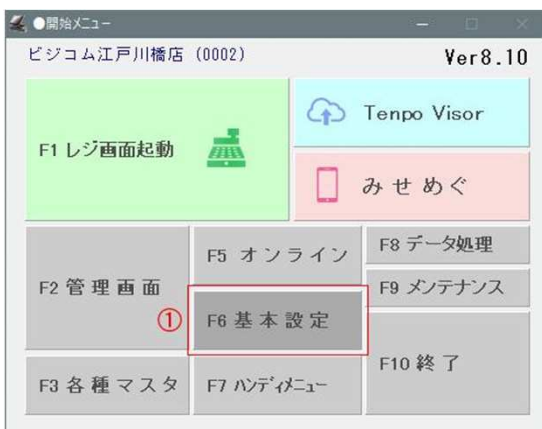 ●開始メニュー
ビジコム江戸川橋店 (0002)
Ver8.10
F1 レジ画面起動
Tenpo Visor
みせめぐ
F2 管理画面
F5 オンライン
F8 データ処理
F9 メンテナンス
①
F6 基本設定
F10 終了
F3 各種マスタ
F7 ハンディメニュー